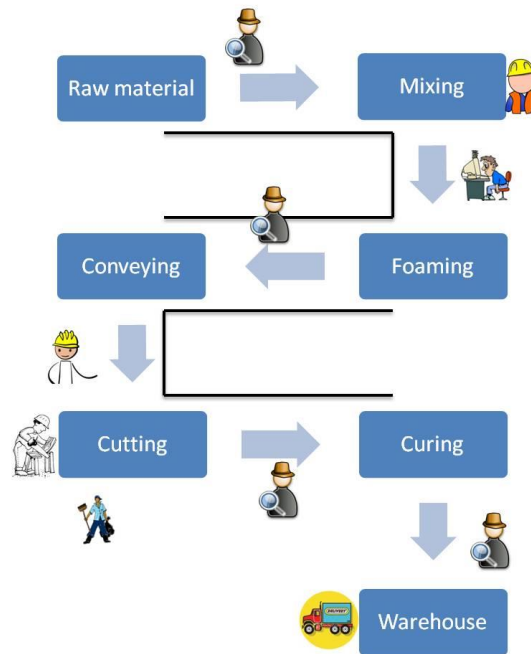 Raw material
Mixing
Conveying
Foaming
Cutting
Curing
Warehouse